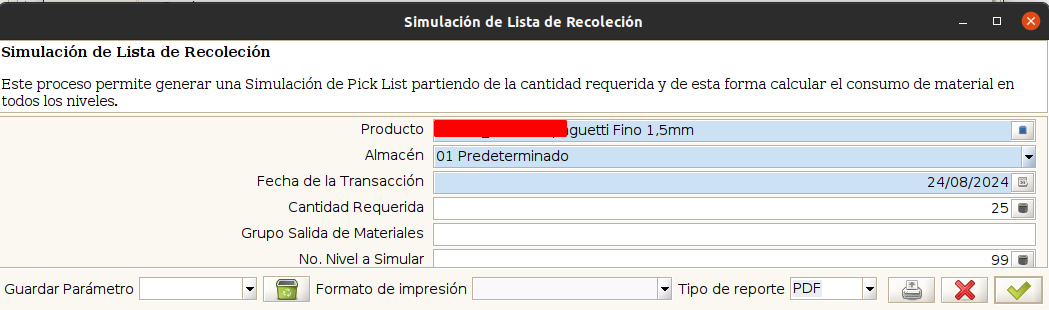 Simulación de Lista de Recoleción
Simulación de Lista de Recoleción
Este proceso permite generar una Simulación de Pick List partiendo de la cantidad requerida y de esta forma calcular el consumo de material en
todos los niveles.
Producto Fino 1,5mm
Almacén 01 Predeterminado
Fecha de la Transacción 24/08/2024
Cantidad Requerida 25
Grupo Salida de Materiales
No. Nivel a Simular 99
Guardar Parámetro Formato de impresión Tipo de reporte PDF